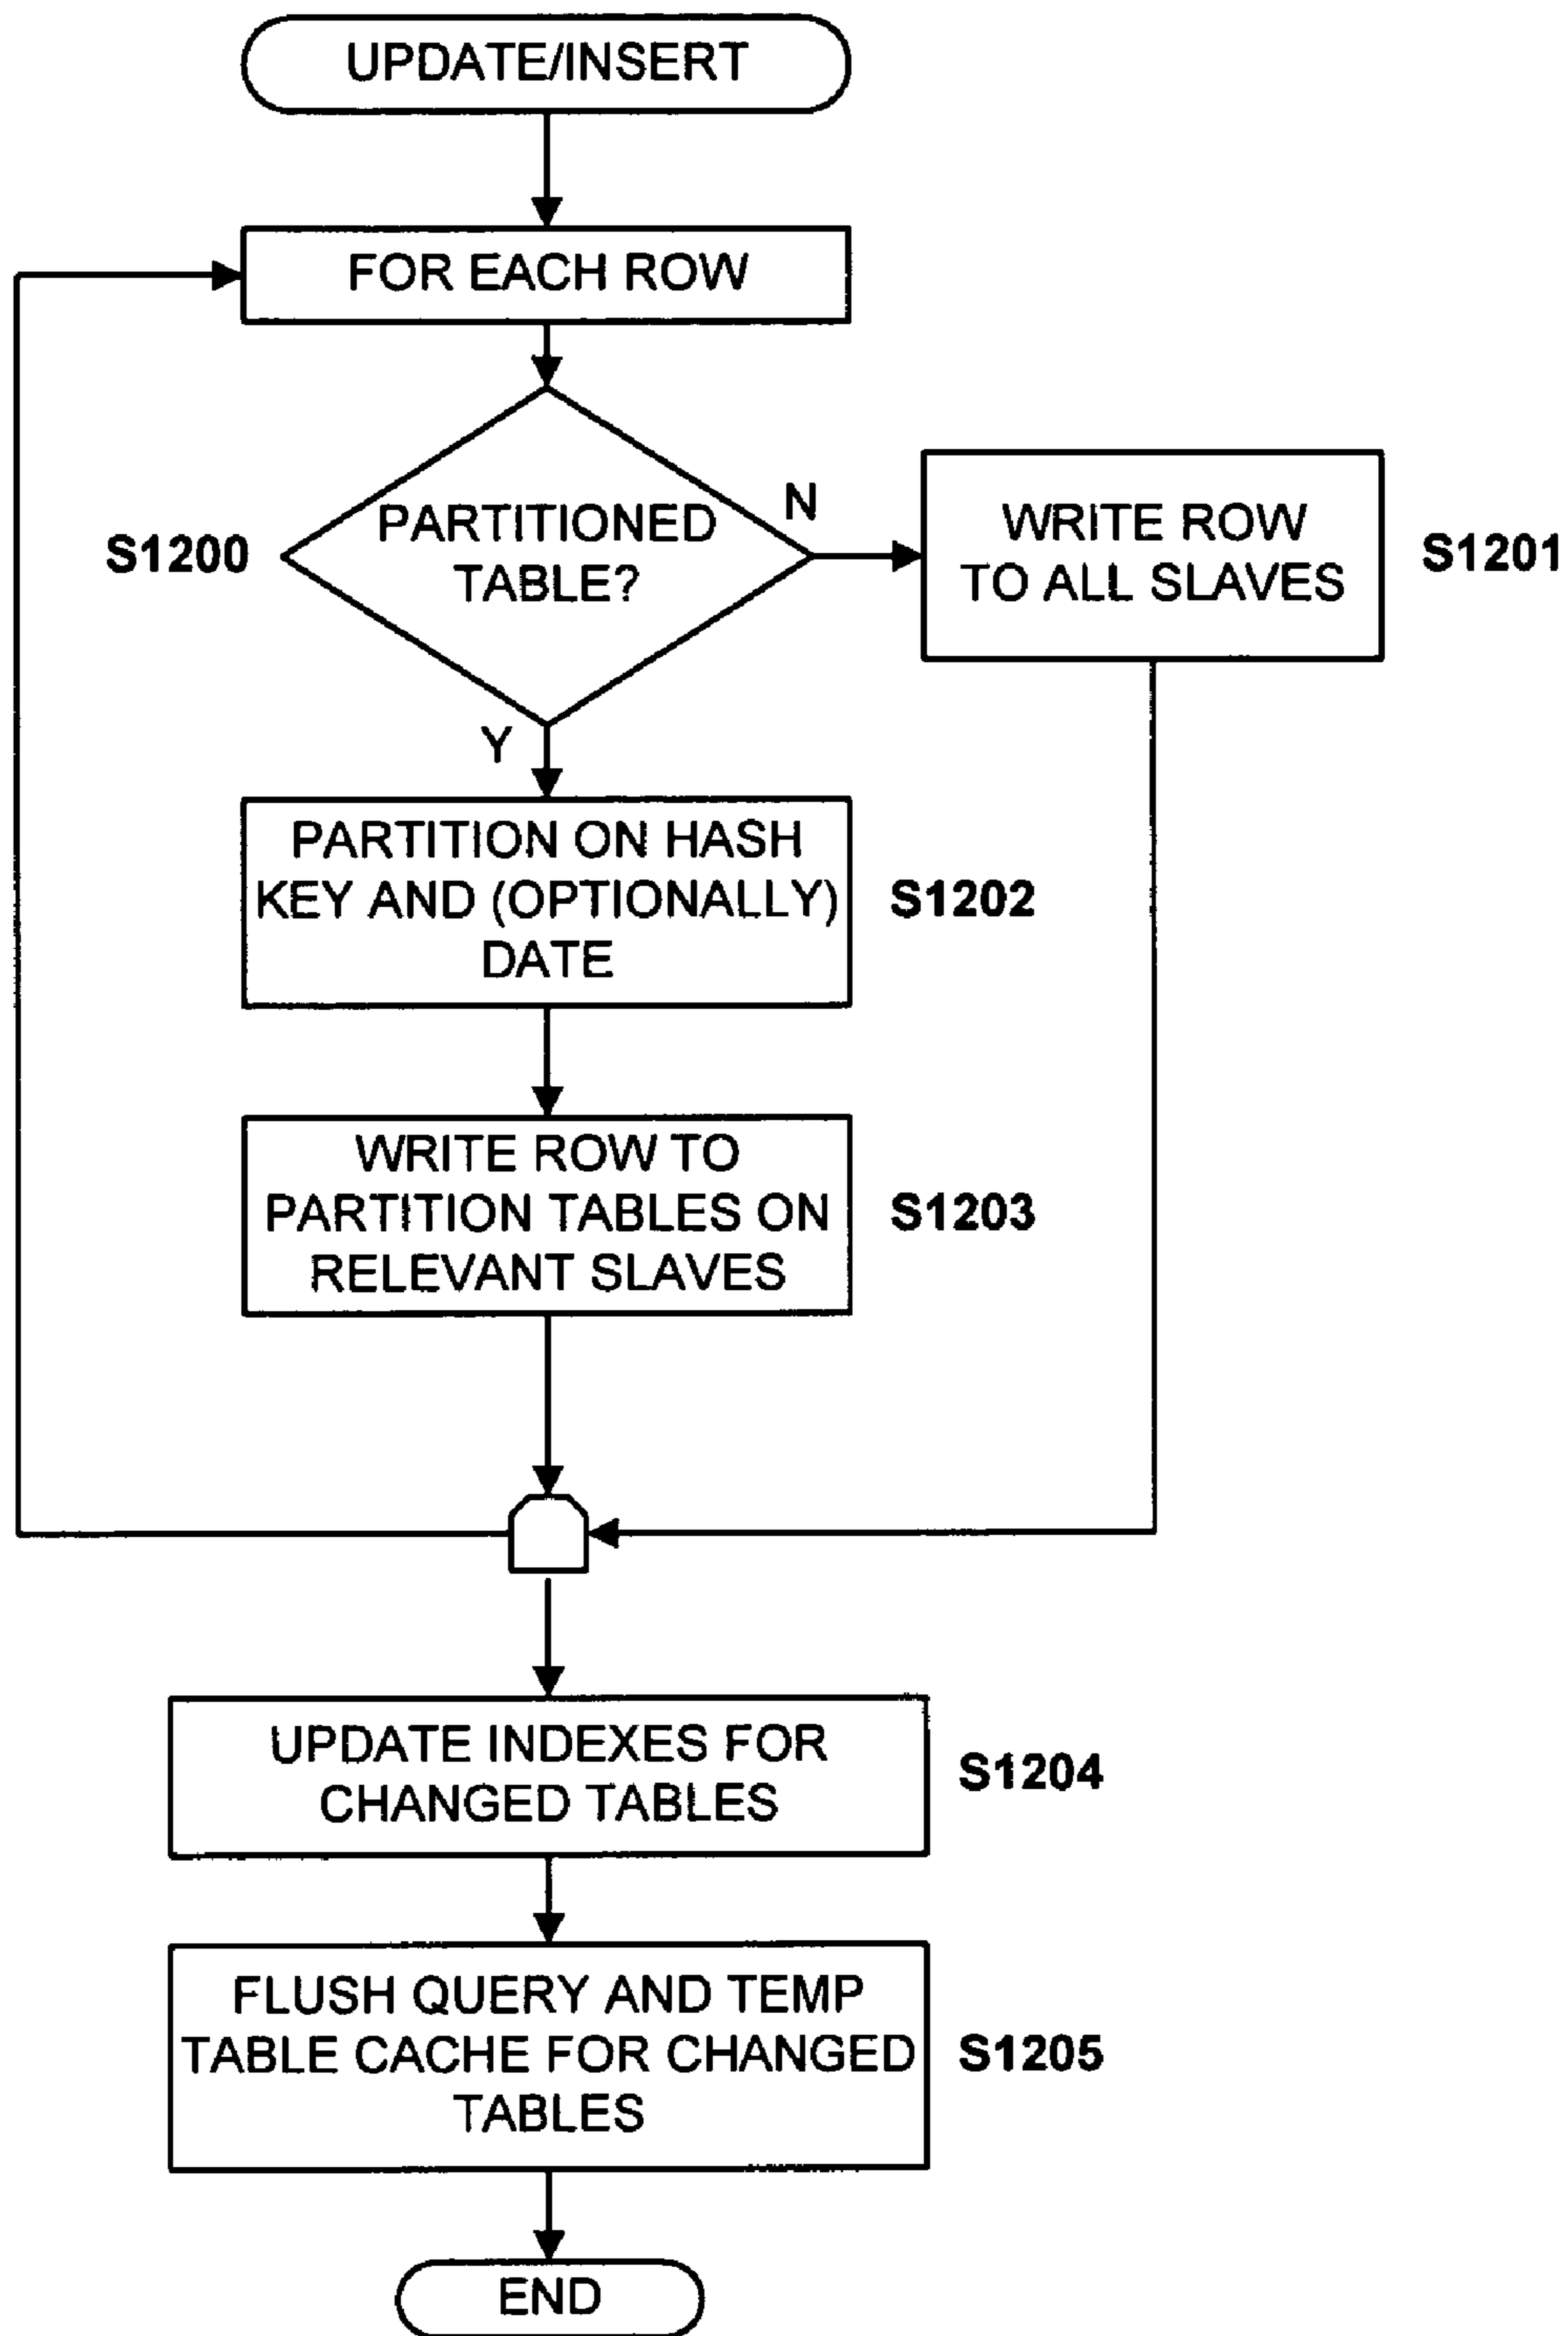 UPDATE/INSERT
FOR EACH ROW
S1200
PARTITIONED
TABLE?
N
WRITE ROW
TO ALL SLAVES
S1201
Y
PARTITION ON HASH
KEY AND (OPTIONALLY)
DATE
S1202
WRITE ROW TO
PARTITION TABLES ON
RELEVANT SLAVES
S1203
UPDATE INDEXES FOR
CHANGED TABLES
S1204
FLUSH QUERY AND TEMP
TABLE CACHE FOR CHANGED
TABLES
S1205
END